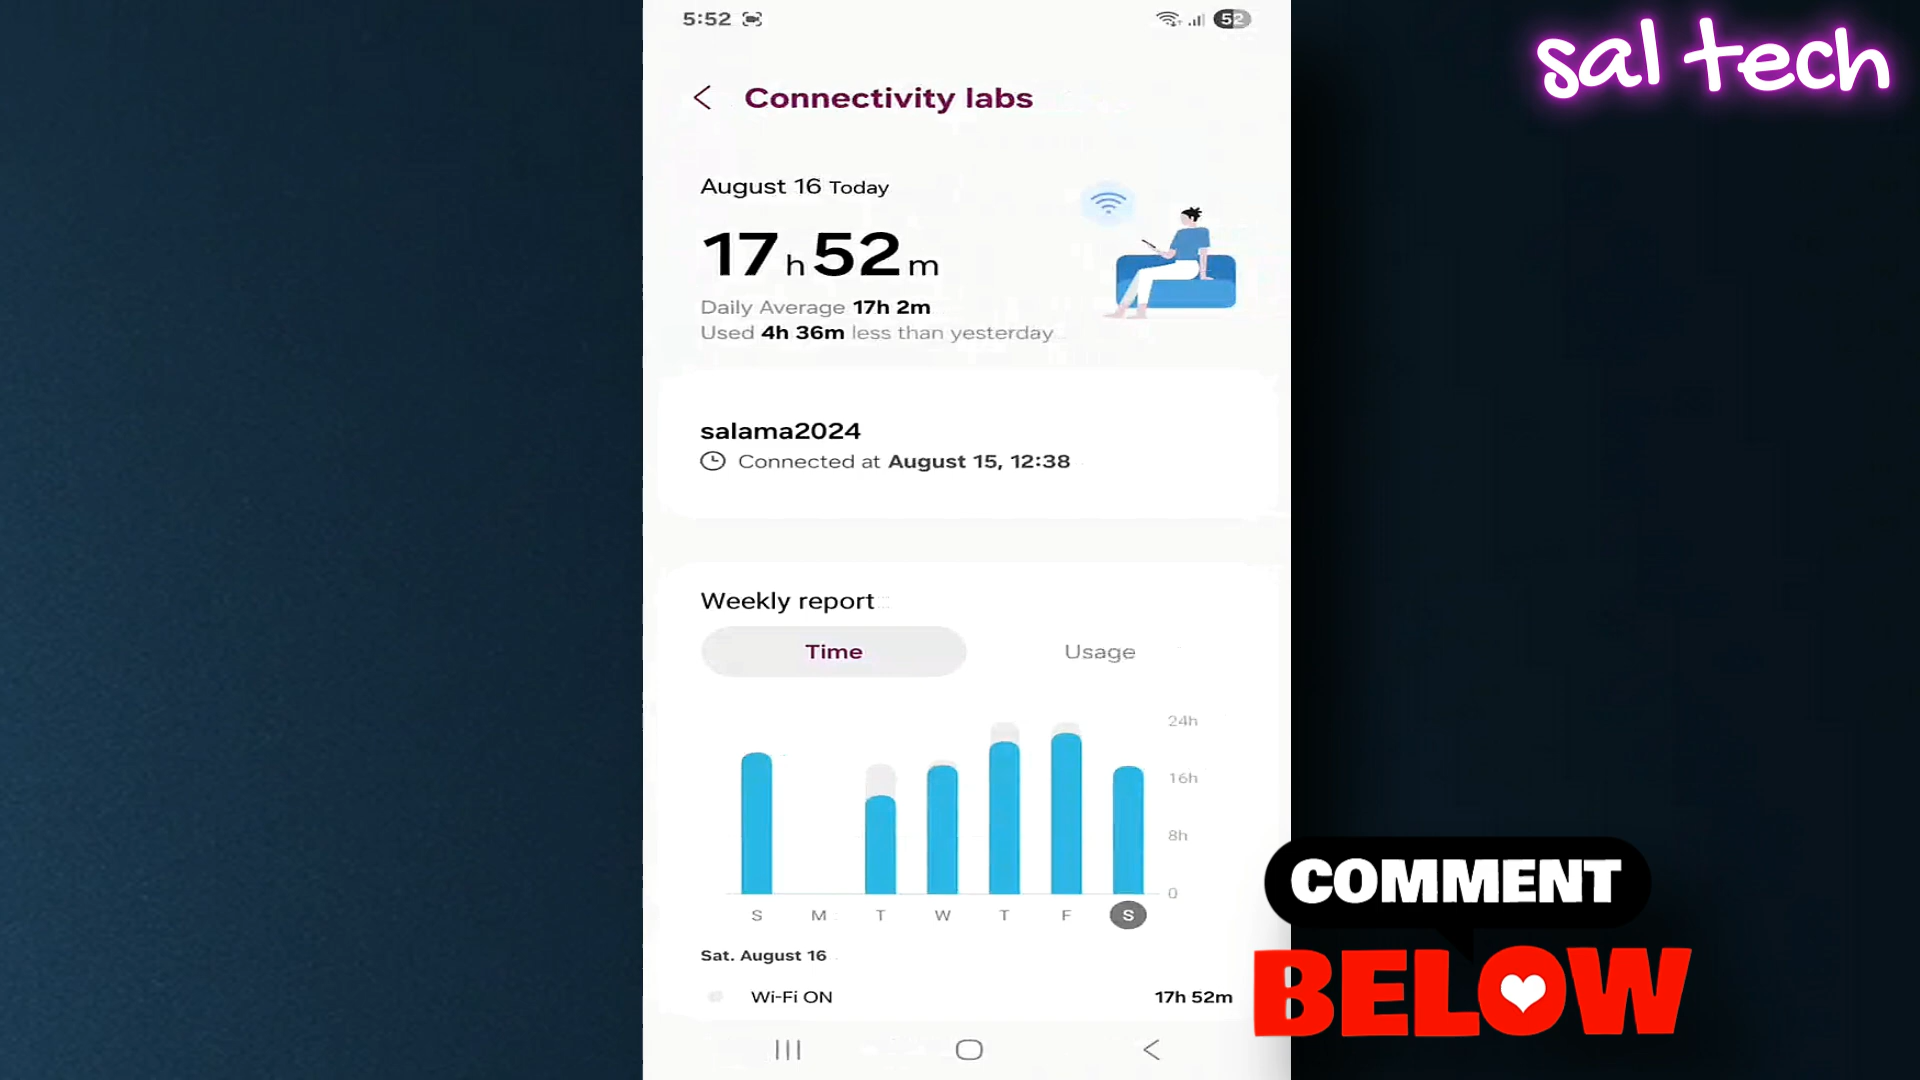 5:52
52
sal tech
Connectivity labs
August 16 Today
17 h 52 m
Daily Average 17h 2m
Used 4h 36m less than yesterday
salama2024
Connected at August 15, 12:38
Weekly report
Time
Usage
24h
16h
8h
0
S M T W T F S
Sat. August 16
Wi-Fi ON
17h 52m
COMMENT
BELOW